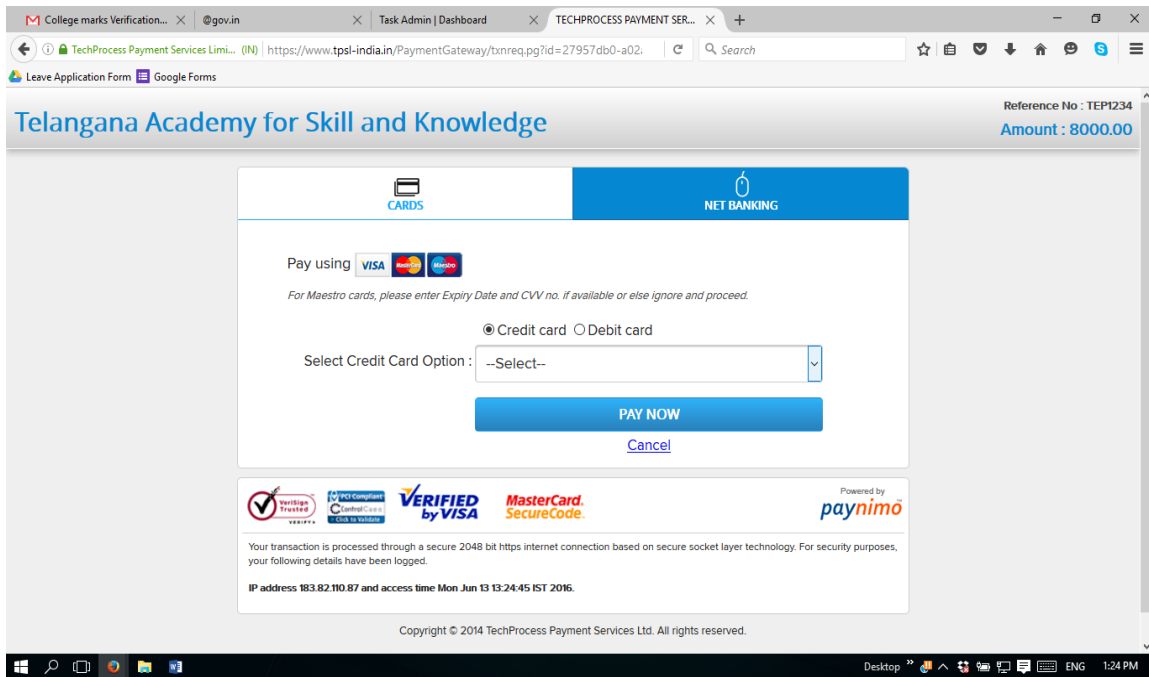 College marks Verification...
@gov.in
Task Admin | Dashboard
TECHPROCESS PAYMENT SER...
TechProcess Payment Services Limi... (IN)
https://www.tpsl-india.in/PaymentGateway/txnreq.pg?id=27957db0-a02
Search
Leave Application Form
Google Forms
Telangana Academy for Skill and Knowledge
Reference No : TEP1234
Amount : 8000.00
CARDS
NET BANKING
Pay using VISA MasterCard Maestro
For Maestro cards, please enter Expiry Date and CVV no. if available or else ignore and proceed.
Credit card Debit card
Select Credit Card Option : --Select--
PAY NOW
Cancel
VeriSign
Trusted
VERIFY
PCI Compliant
ControlCase
Click to Validate
VERIFIED
by VISA
MasterCard.
SecureCode.
Powered by
paynimo
Your transaction is processed through a secure 2048 bit https internet connection based on secure socket layer technology. For security purposes,
your following details have been logged.
IP address 183.82.110.87 and access time Mon Jun 13 13:24:45 IST 2016.
Copyright © 2014 TechProcess Payment Services Ltd. All rights reserved.
Desktop
ENG
1:24 PM